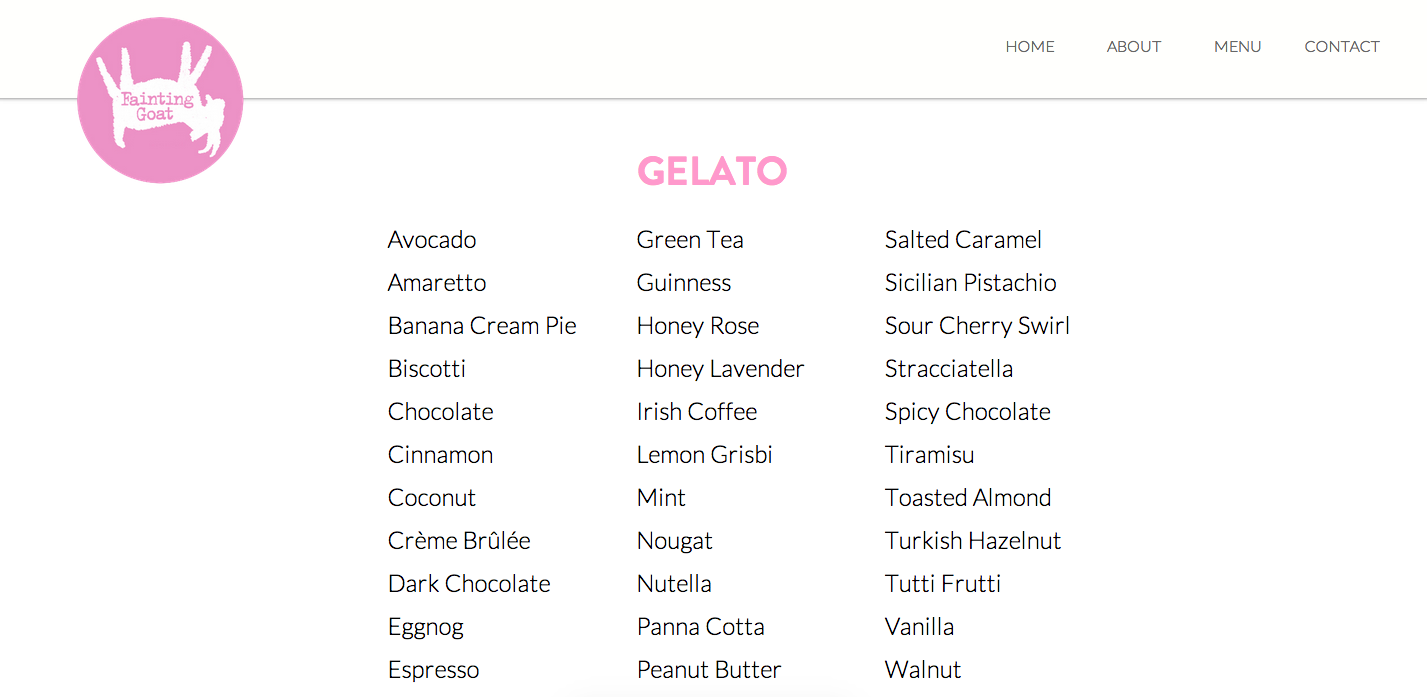 HOME ABOUT MENU CONTACT
Fainting
Goat
GELATO
Avocado
Amaretto
Banana Cream Pie
Biscotti
Chocolate
Cinnamon
Coconut
Crème Brûlée
Dark Chocolate
Eggnog
Espresso
Green Tea
Guinness
Honey Rose
Honey Lavender
Irish Coffee
Lemon Grisbi
Mint
Nougat
Nutella
Panna Cotta
Peanut Butter
Salted Caramel
Sicilian Pistachio
Sour Cherry Swirl
Stracciatella
Spicy Chocolate
Tiramisu
Toasted Almond
Turkish Hazelnut
Tutti Frutti
Vanilla
Walnut